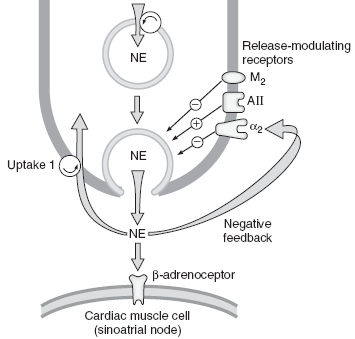 NE
Release-modulating
receptors
M2
−
AII
+
α2
−
NE
Uptake 1
Negative
feedback
NE
β-adrenoceptor
Cardiac muscle cell
(sinoatrial node)